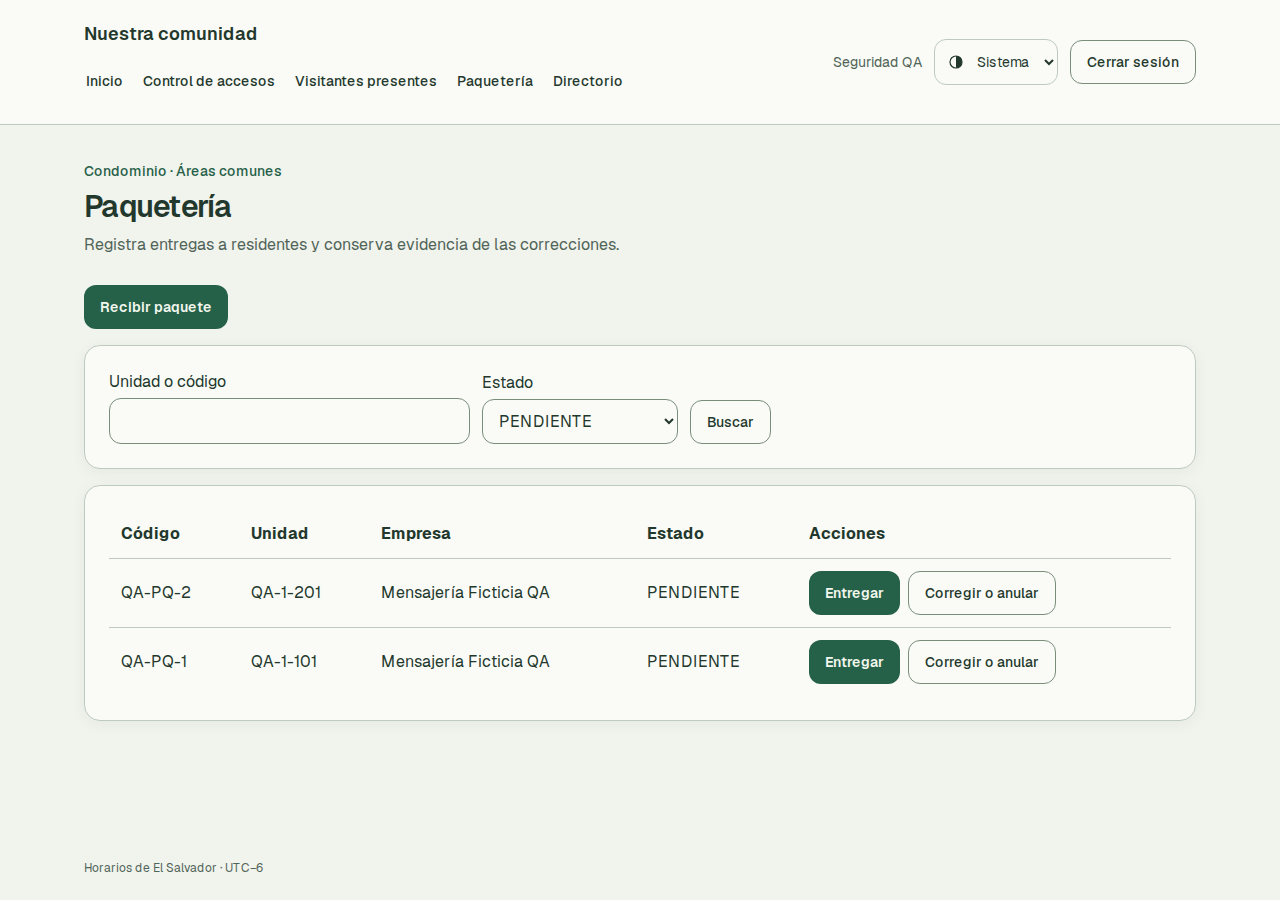 Nuestra comunidad
Inicio Control de accesos Visitantes presentes Paquetería Directorio
Seguridad QA Sistema Cerrar sesión
Condominio · Áreas comunes
Paquetería
Registra entregas a residentes y conserva evidencia de las correcciones.
Recibir paquete
Unidad o código Estado
PENDIENTE Buscar
Código Unidad Empresa Estado Acciones
QA-PQ-2 QA-1-201 Mensajería Ficticia QA PENDIENTE Entregar Corregir o anular
QA-PQ-1 QA-1-101 Mensajería Ficticia QA PENDIENTE Entregar Corregir o anular
Horarios de El Salvador · UTC−6